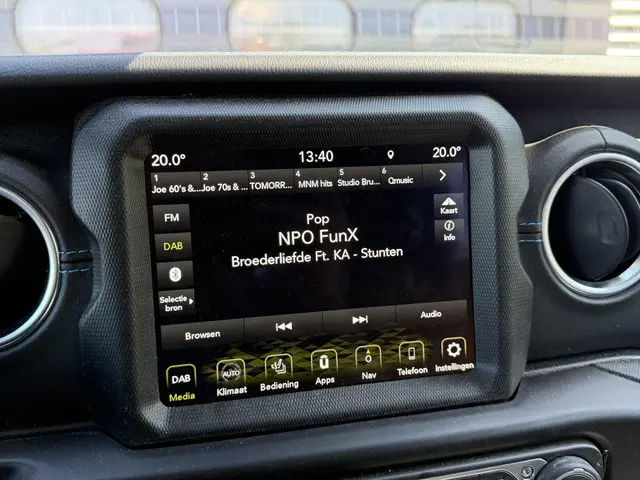 20.0° 13:40 20.0°
1 2 3 4 5 6
Joe 60's &... Joe 70s & ... TOMORR... MNM hits Studio Bru... Qmusic
FM
Pop
Kaart
DAB
NPO FunX
Info
Broederliefde Ft. KA - Stunten
Selectie
bron
Browsen
Audio
DAB AUTO
Media Klimaat Bediening Apps Nav Telefoon Instellingen